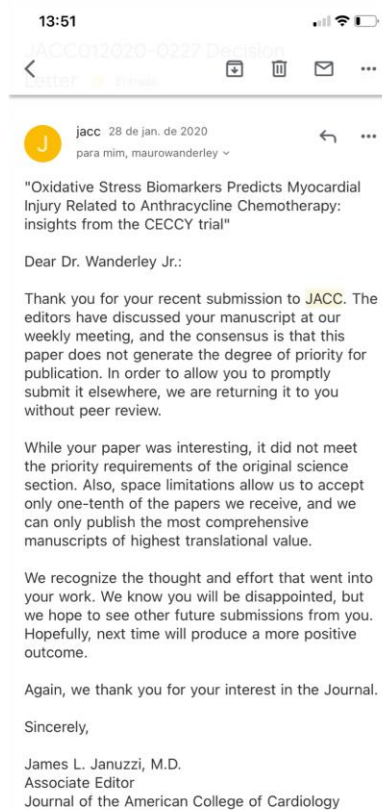 13:51
JACC012020-0227 Decision
Letter
jacc 28 de jan. de 2020
J
para mim, maurowanderley
"Oxidative Stress Biomarkers Predicts Myocardial
Injury Related to Anthracycline Chemotherapy:
insights from the CECCY trial"
Dear Dr. Wanderley Jr.:
Thank you for your recent submission to JACC. The
editors have discussed your manuscript at our
weekly meeting, and the consensus is that this
paper does not generate the degree of priority for
publication. In order to allow you to promptly
submit it elsewhere, we are returning it to you
without peer review.
While your paper was interesting, it did not meet
the priority requirements of the original science
section. Also, space limitations allow us to accept
only one-tenth of the papers we receive, and we
can only publish the most comprehensive
manuscripts of highest translational value.
We recognize the thought and effort that went into
your work. We know you will be disappointed, but
we hope to see other future submissions from you.
Hopefully, next time will produce a more positive
outcome.
Again, we thank you for your interest in the Journal.
Sincerely,
James L. Januzzi, M.D.
Associate Editor
Journal of the American College of Cardiology